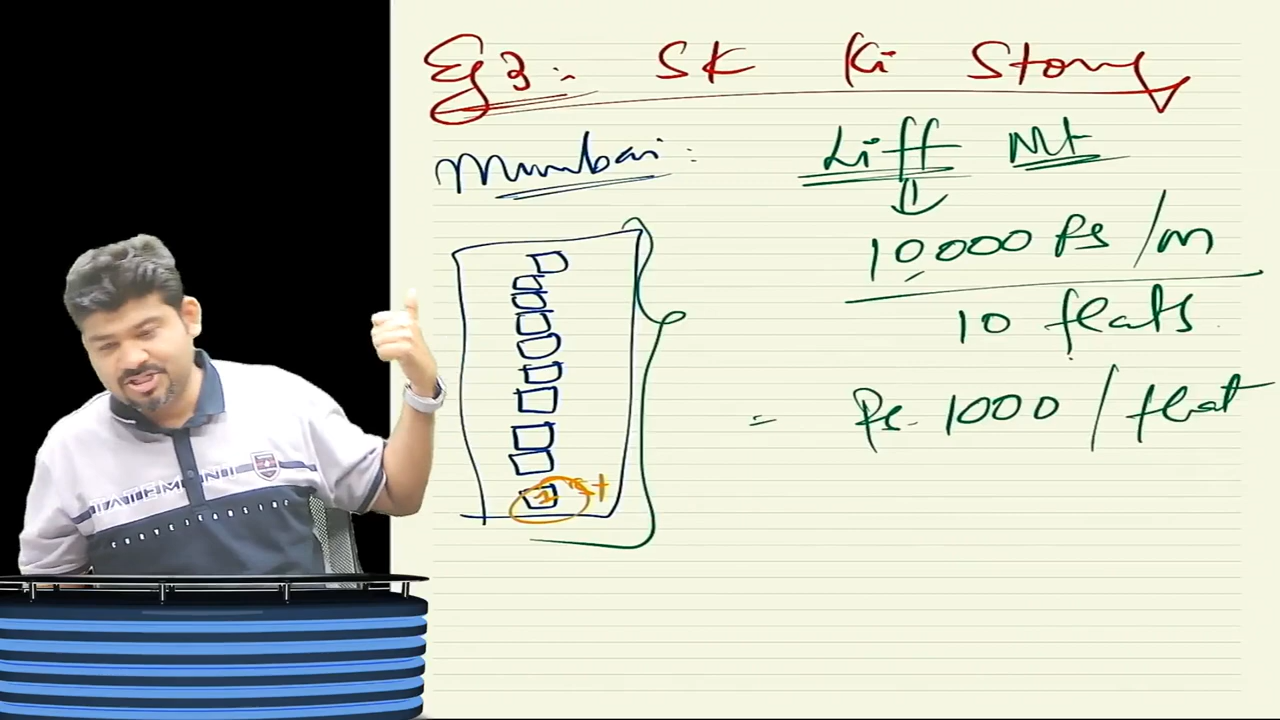 Eg 3:- SK Ki Story
Mumbai:
Lift Mt
10,000 Rs /m
10 flats
= Rs. 1000 / flat
1st